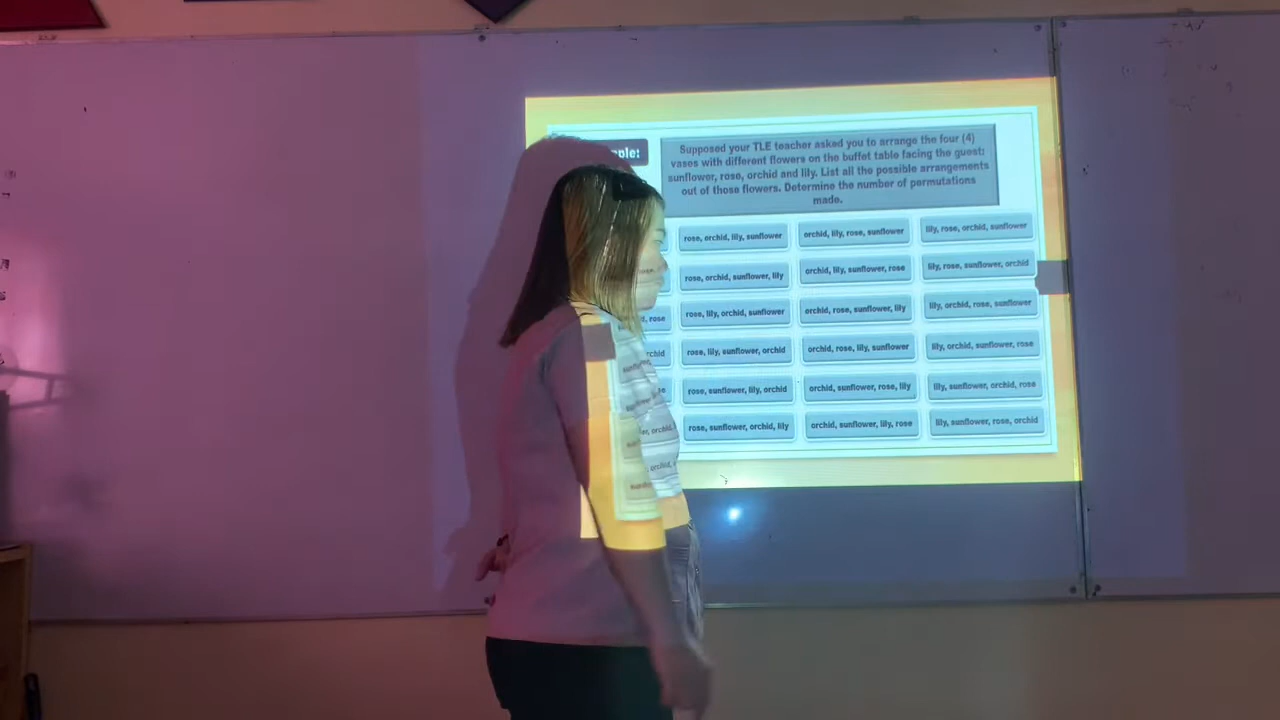 ple:
Supposed your TLE teacher asked you to arrange the four (4)
vases with different flowers on the buffet table facing the guest:
sunflower, rose, orchid and lily. List all the possible arrangements
out of those flowers. Determine the number of permutations
made.
rose, orchid, lily, sunflower
orchid, lily, rose, sunflower
lily, rose, orchid, sunflower
rose, orchid, sunflower, lily
orchid, lily, sunflower, rose
lily, rose, sunflower, orchid
rose
rose, lily, orchid, sunflower
orchid, rose, sunflower, lily
lily, orchid, rose, sunflower
rose, lily, sunflower, orchid
orchid, rose, lily, sunflower
lily, orchid, sunflower, rose
rose, sunflower, lily, orchid
orchid, sunflower, rose, lily
lily, sunflower, orchid, rose
rose, sunflower, orchid, lily
orchid, sunflower, lily, rose
lily, sunflower, rose, orchid